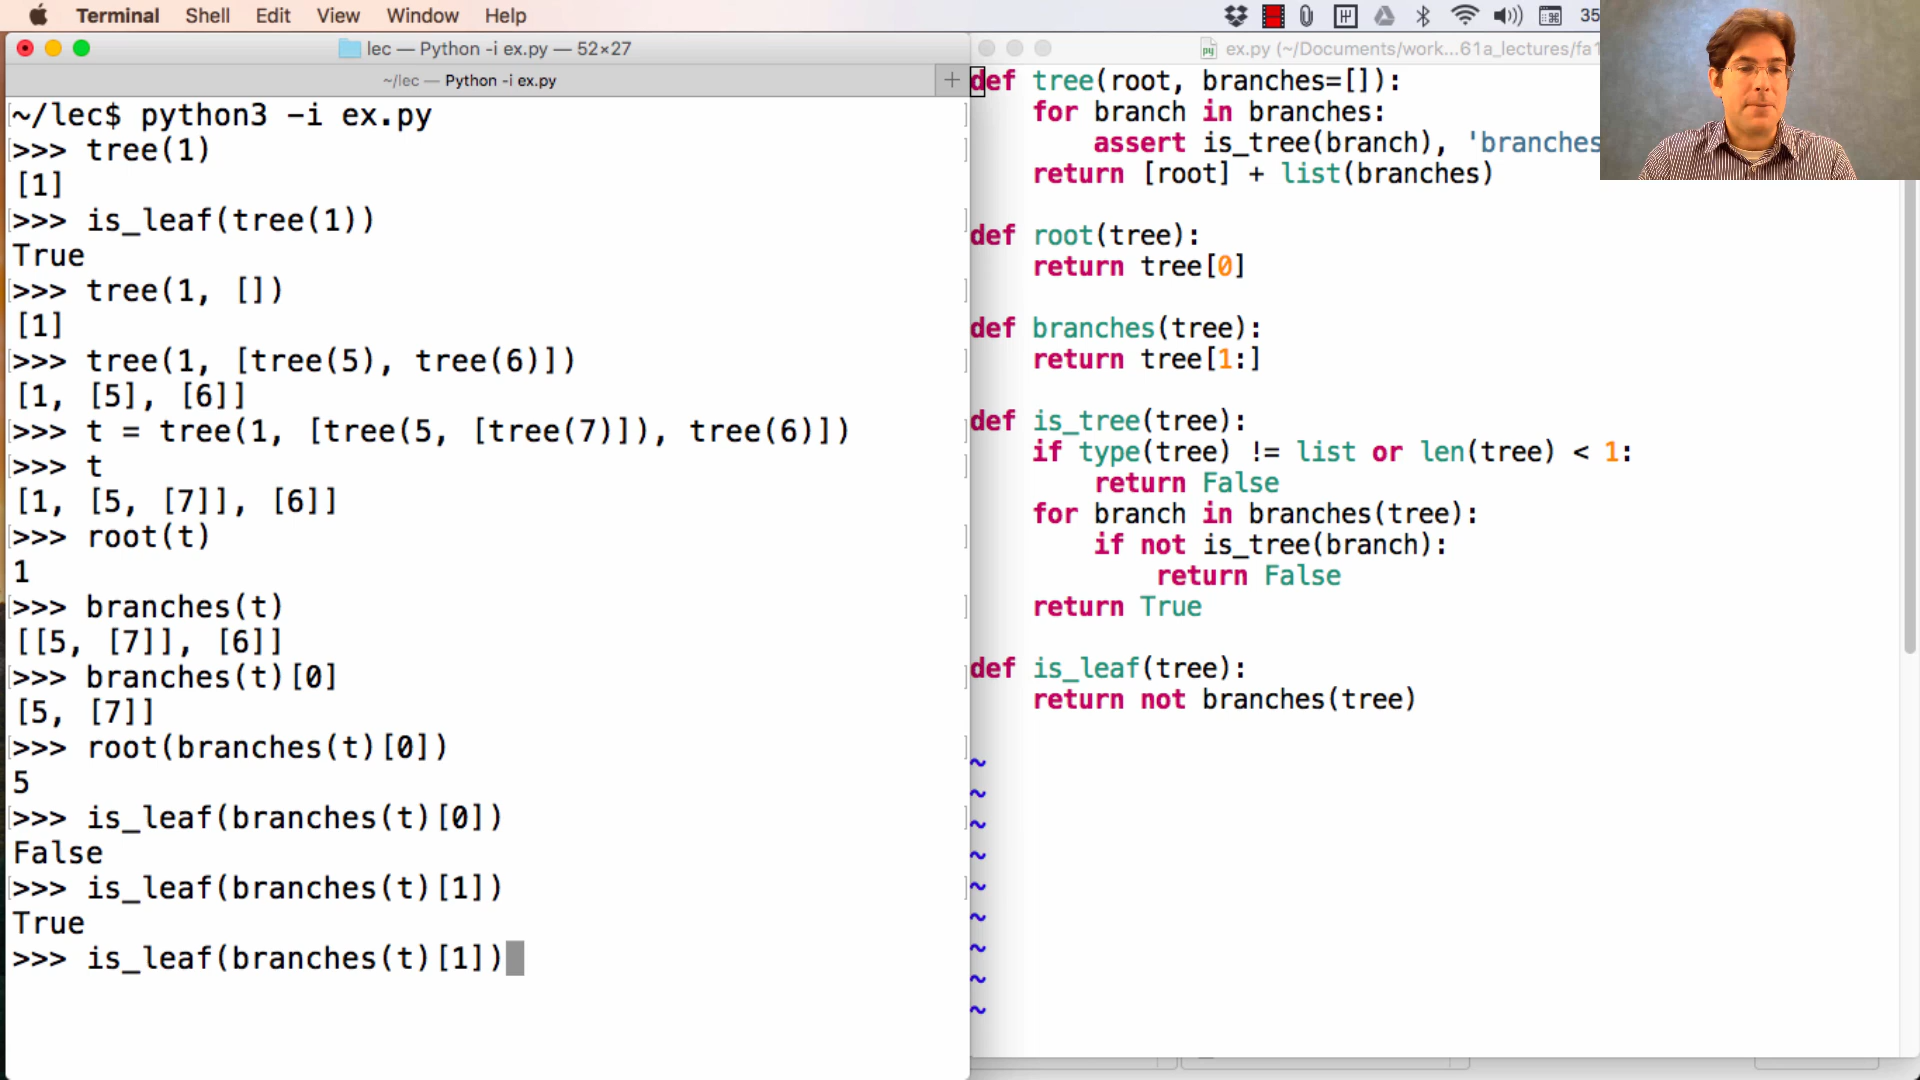 Terminal Shell Edit View Window Help 35
lec — Python -i ex.py — 52×27
~/lec — Python -i ex.py
~/lec$ python3 -i ex.py
>>> tree(1)
[1]
>>> is_leaf(tree(1))
True
>>> tree(1, [])
[1]
>>> tree(1, [tree(5), tree(6)])
[1, [5], [6]]
>>> t = tree(1, [tree(5, [tree(7)]), tree(6)])
>>> t
[1, [5, [7]], [6]]
>>> root(t)
1
>>> branches(t)
[[5, [7]], [6]]
>>> branches(t)[0]
[5, [7]]
>>> root(branches(t)[0])
5
>>> is_leaf(branches(t)[0])
False
>>> is_leaf(branches(t)[1])
True
>>> is_leaf(branches(t)[1])
ex.py (~/Documents/work...61a_lectures/fa1
def tree(root, branches=[]):
    for branch in branches:
        assert is_tree(branch), 'branches
    return [root] + list(branches)
def root(tree):
    return tree[0]
def branches(tree):
    return tree[1:]
def is_tree(tree):
    if type(tree) != list or len(tree) < 1:
        return False
    for branch in branches(tree):
        if not is_tree(branch):
            return False
    return True
def is_leaf(tree):
    return not branches(tree)
~
~
~
~
~
~
~
~
~